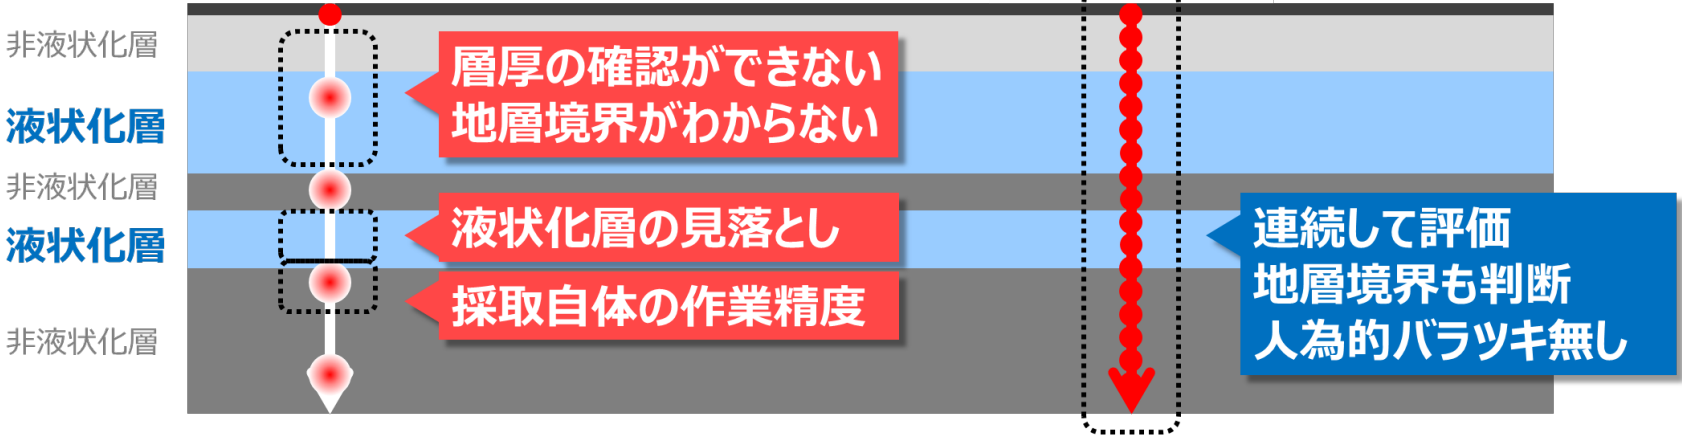 非液状化層
液状化層
非液状化層
液状化層
非液状化層
層厚の確認ができない
地層境界がわからない
液状化層の見落とし
採取自体の作業精度
連続して評価
地層境界も判断
人為的バラツキ無し